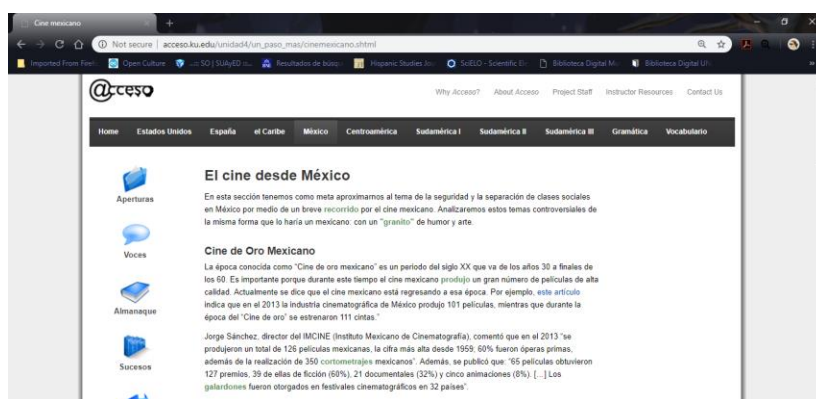 Cine mexicano
Not secure | acceso.ku.edu/unidad4/un_paso_mas/cinemexicano.shtml
Imported From Firef Open Culture SO | SUAyED Resultados de búsq Hispanic Studies Jou SciELO - Scientific El Biblioteca Digital M Biblioteca Digital UN
@cceso
Why Acceso? About Acceso Project Staff Instructor Resources Contact Us
Home Estados Unidos España el Caribe México Centroamérica Sudamérica I Sudamérica II Sudamérica III Gramática Vocabulario
El cine desde México
Aperturas
En esta sección tenemos como meta aproximarnos al tema de la seguridad y la separación de clases sociales
en México por medio de un breve recorrido por el cine mexicano. Analizaremos estos temas controversiales de
la misma forma que lo haría un mexicano: con un "granito" de humor y arte.
Voces
Cine de Oro Mexicano
La época conocida como "Cine de oro mexicano" es un periodo del siglo XX que va de los años 30 a finales de
los 60. Es importante porque durante este tiempo el cine mexicano produjo un gran número de películas de alta
calidad. Actualmente se dice que el cine mexicano está regresando a esa época. Por ejemplo, este artículo
Almanaque
indica que en el 2013 la industria cinematográfica de México produjo 101 películas, mientras que durante la
época del "Cine de oro" se estrenaron 111 cintas."
Jorge Sánchez, director del IMCINE (Instituto Mexicano de Cinematografía), comentó que en el 2013 "se
produjeron un total de 126 películas mexicanas, la cifra más alta desde 1959; 60% fueron óperas primas,
además de la realización de 350 cortometrajes mexicanos". Además, se publicó que: "65 películas obtuvieron
Sucesos
127 premios, 39 de ellas de ficción (60%), 21 documentales (32%) y cinco animaciones (8%). [...] Los
galardones fueron otorgados en festivales cinematográficos en 32 países".